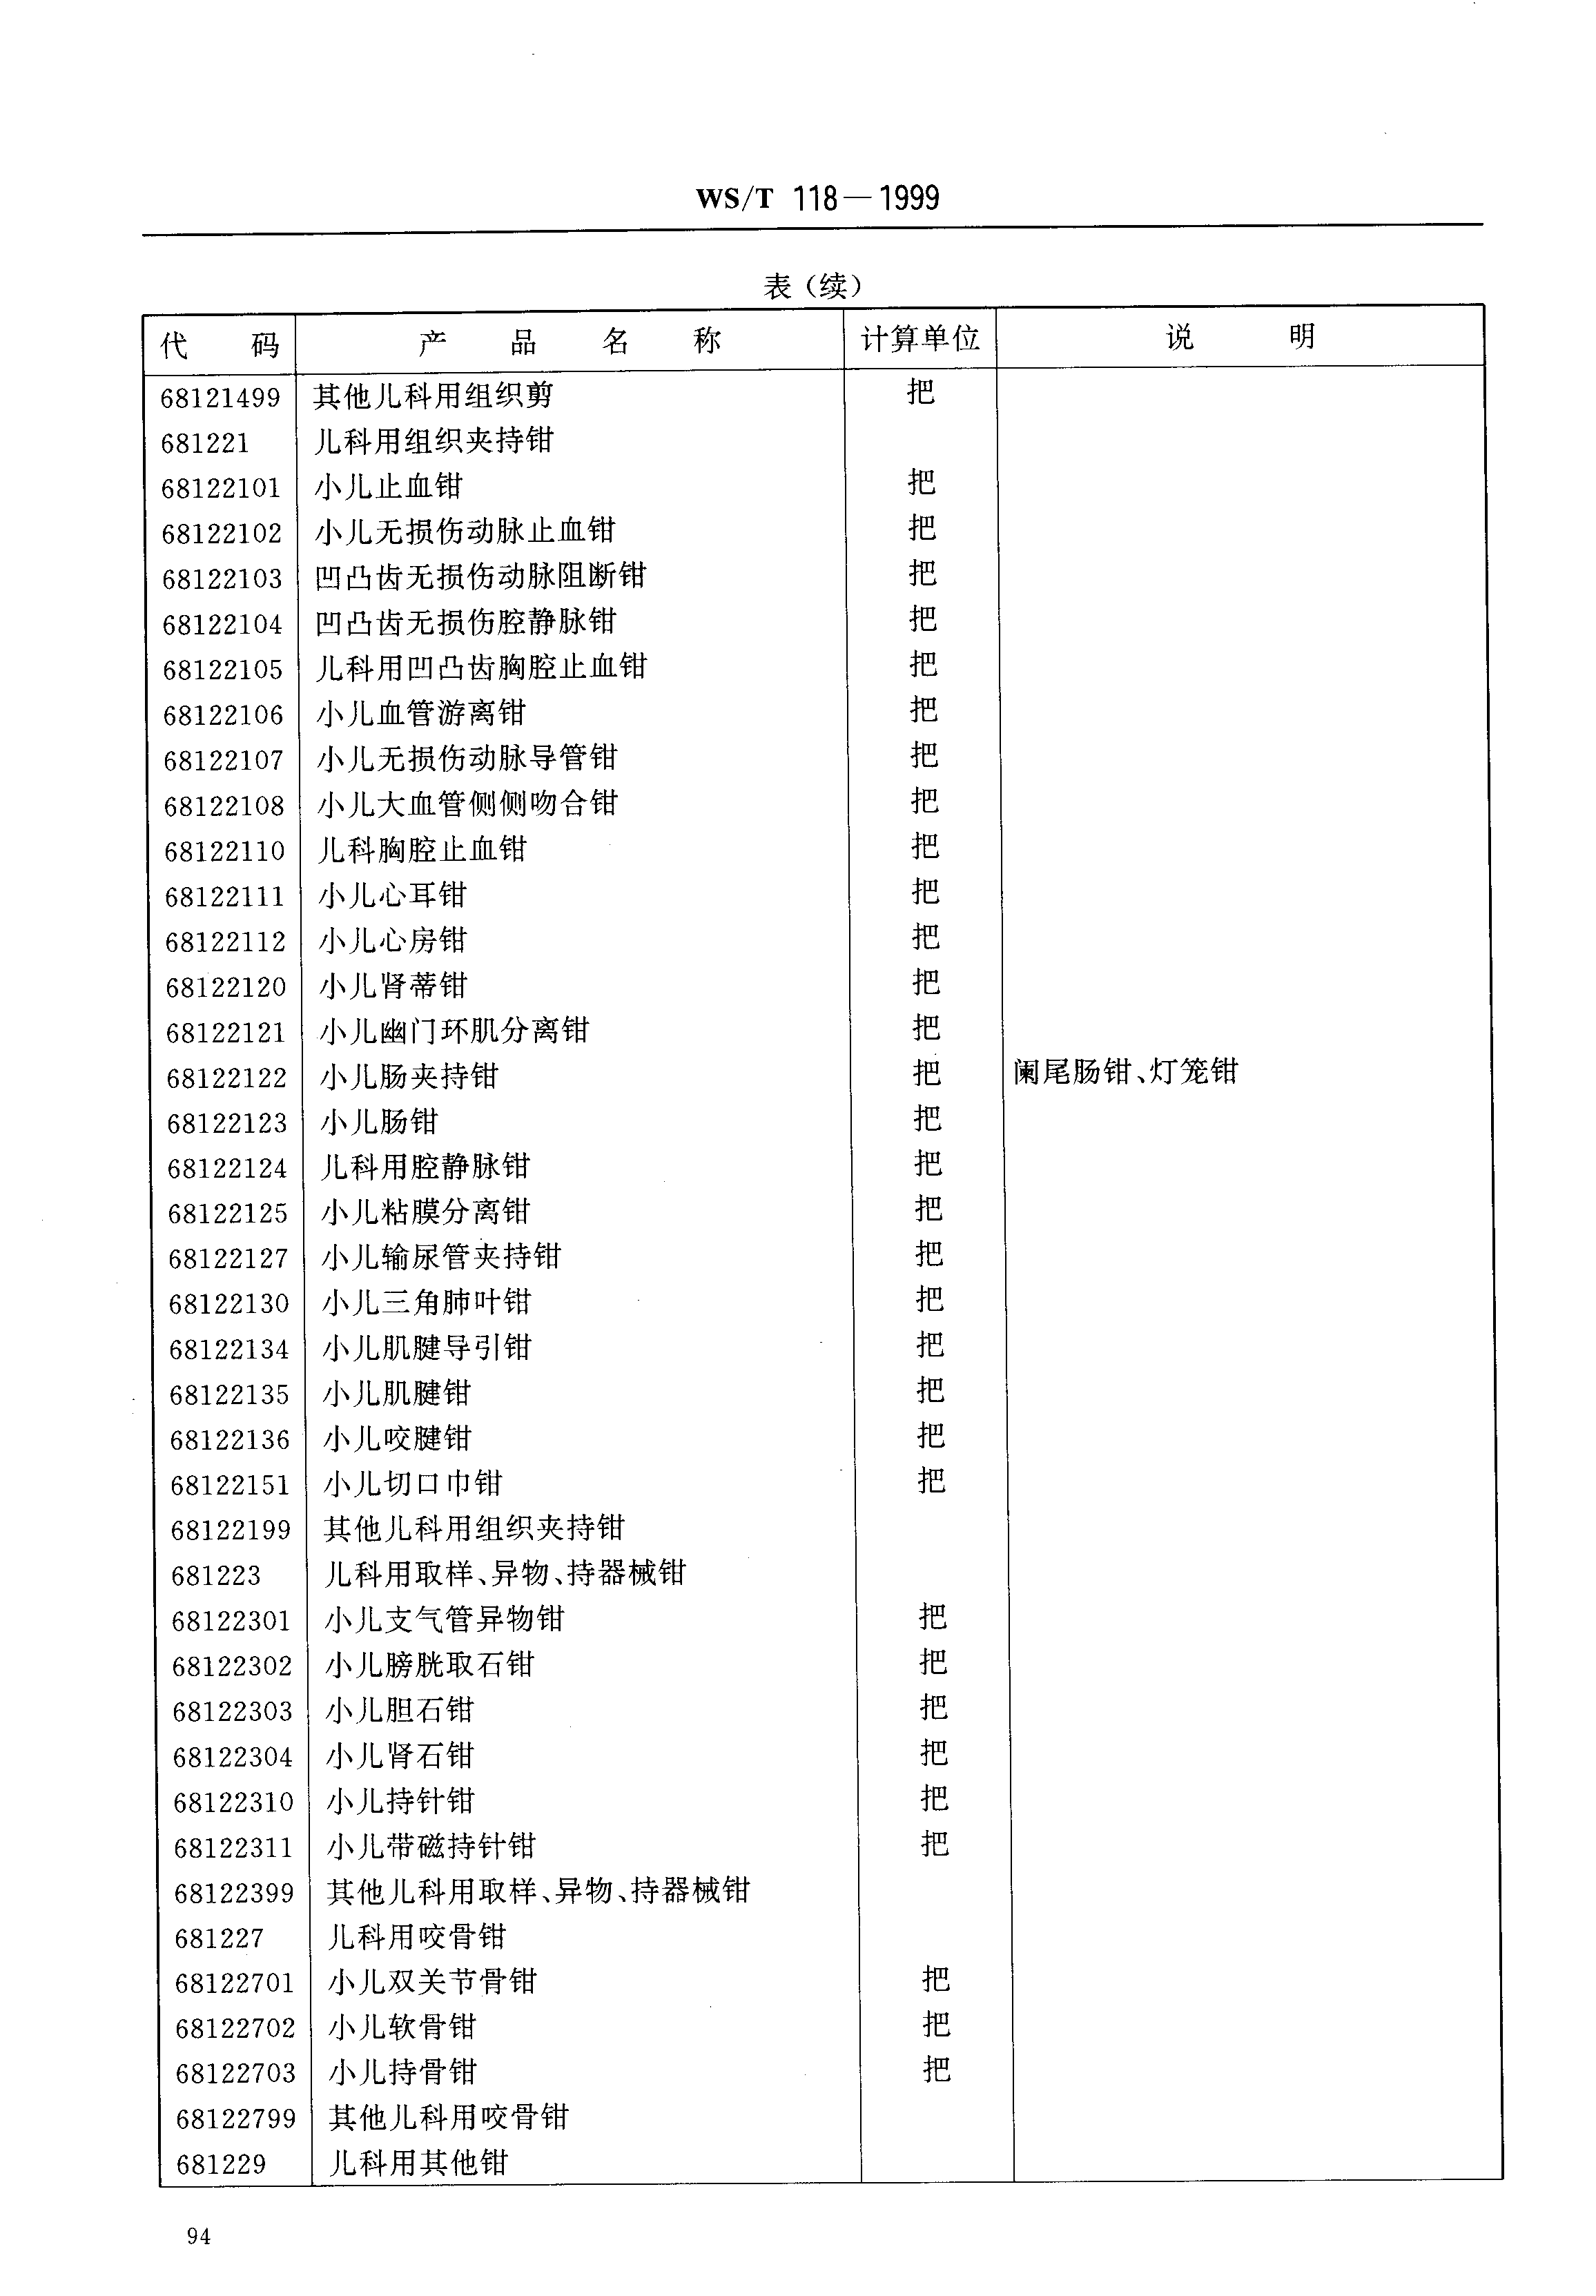 WS/T 118—1999
表(续)
代 码 产 品 名 称 计算单位 说 明
68121499 其他儿科用组织剪 把
681221 儿科用组织夹持钳
68122101 小儿止血钳 把
68122102 小儿无损伤动脉止血钳 把
68122103 凹凸齿无损伤动脉阻断钳 把
68122104 凹凸齿无损伤腔静脉钳 把
68122105 儿科用凹凸齿胸腔止血钳 把
68122106 小儿血管游离钳 把
68122107 小儿无损伤动脉导管钳 把
68122108 小儿大血管侧侧吻合钳 把
68122110 儿科胸腔止血钳 把
68122111 小儿心耳钳 把
68122112 小儿心房钳 把
68122120 小儿肾蒂钳 把
68122121 小儿幽门环肌分离钳 把
68122122 小儿肠夹持钳 把 阑尾肠钳、灯笼钳
68122123 小儿肠钳 把
68122124 儿科用腔静脉钳 把
68122125 小儿粘膜分离钳 把
68122127 小儿输尿管夹持钳 把
68122130 小儿三角肺叶钳 把
68122134 小儿肌腱导引钳 把
68122135 小儿肌腱钳 把
68122136 小儿咬腱钳 把
68122151 小儿切口巾钳 把
68122199 其他儿科用组织夹持钳
681223 儿科用取样、异物、持器械钳
68122301 小儿支气管异物钳 把
68122302 小儿膀胱取石钳 把
68122303 小儿胆石钳 把
68122304 小儿肾石钳 把
68122310 小儿持针钳 把
68122311 小儿带磁持针钳 把
68122399 其他儿科用取样、异物、持器械钳
681227 儿科用咬骨钳
68122701 小儿双关节骨钳 把
68122702 小儿软骨钳 把
68122703 小儿持骨钳 把
68122799 其他儿科用咬骨钳
681229 儿科用其他钳
94